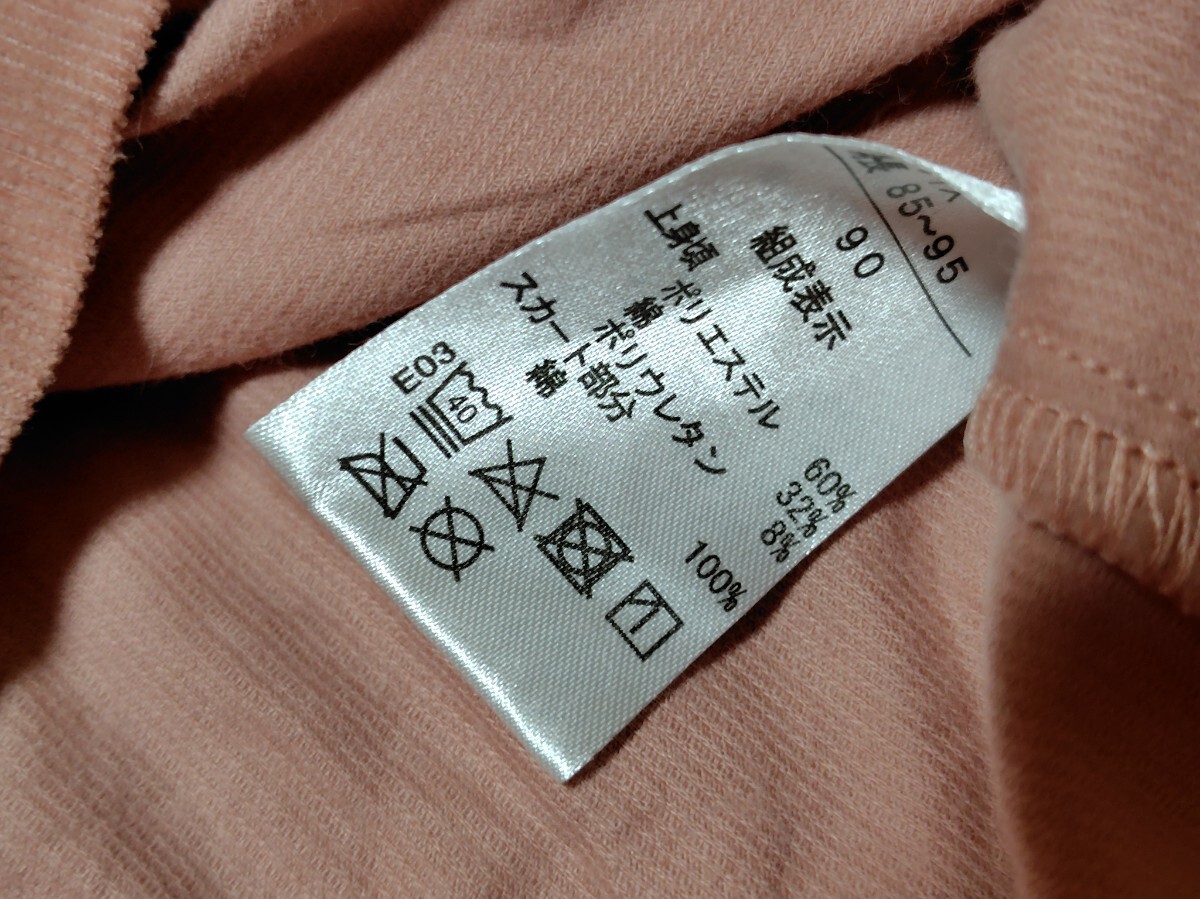 85~95
90
組成表示
上身頃
ポリエステル 60%
綿 32%
ポリウレタン 8%
スカート部分
綿 100%
E03
40